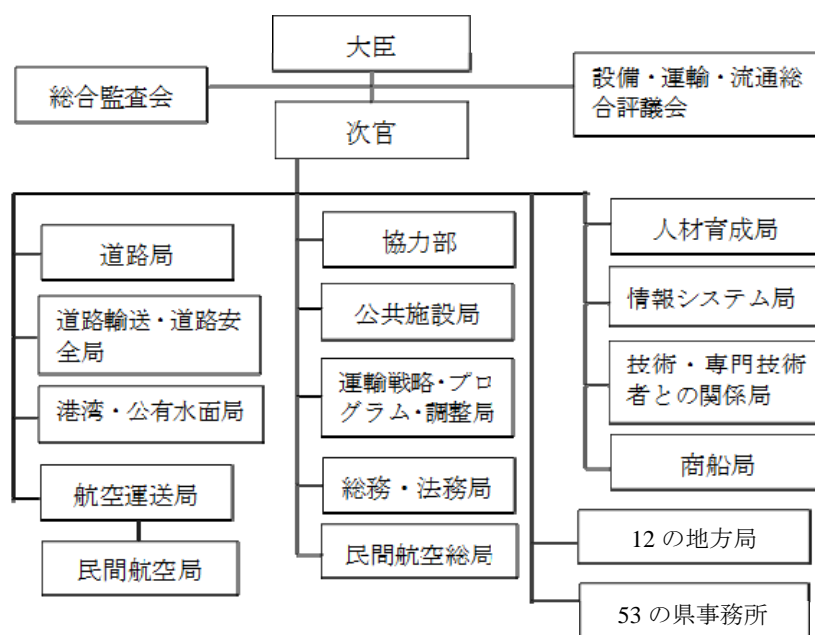 大臣
総合監査会
設備・運輸・流通総
合評議会
次官
道路局
道路輸送・道路安
全局
港湾・公有水面局
航空運送局
民間航空局
協力部
公共施設局
運輸戦略・プロ
グラム・調整局
総務・法務局
民間航空総局
人材育成局
情報システム局
技術・専門技術
者との関係局
商船局
12 の地方局
53 の県事務所